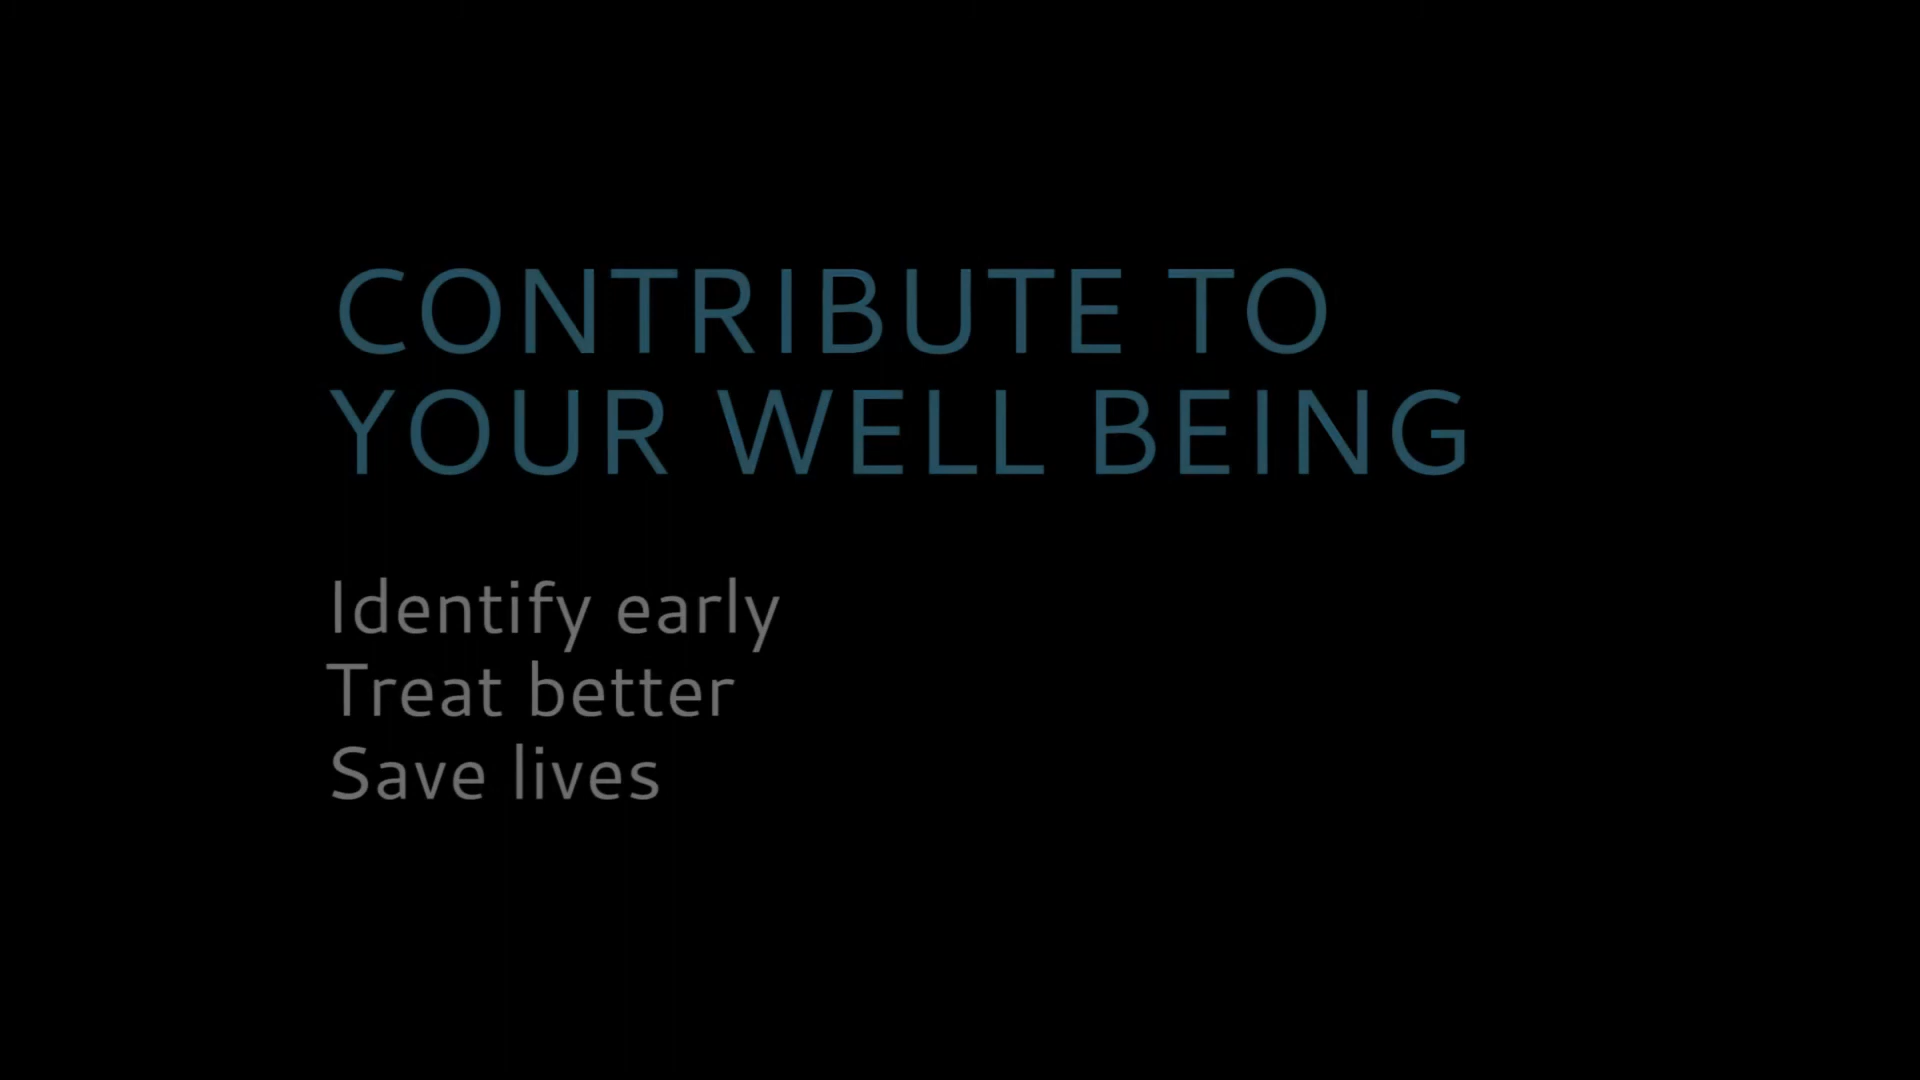 CONTRIBUTE TO
YOUR WELL BEING
Identify early
Treat better
Save lives